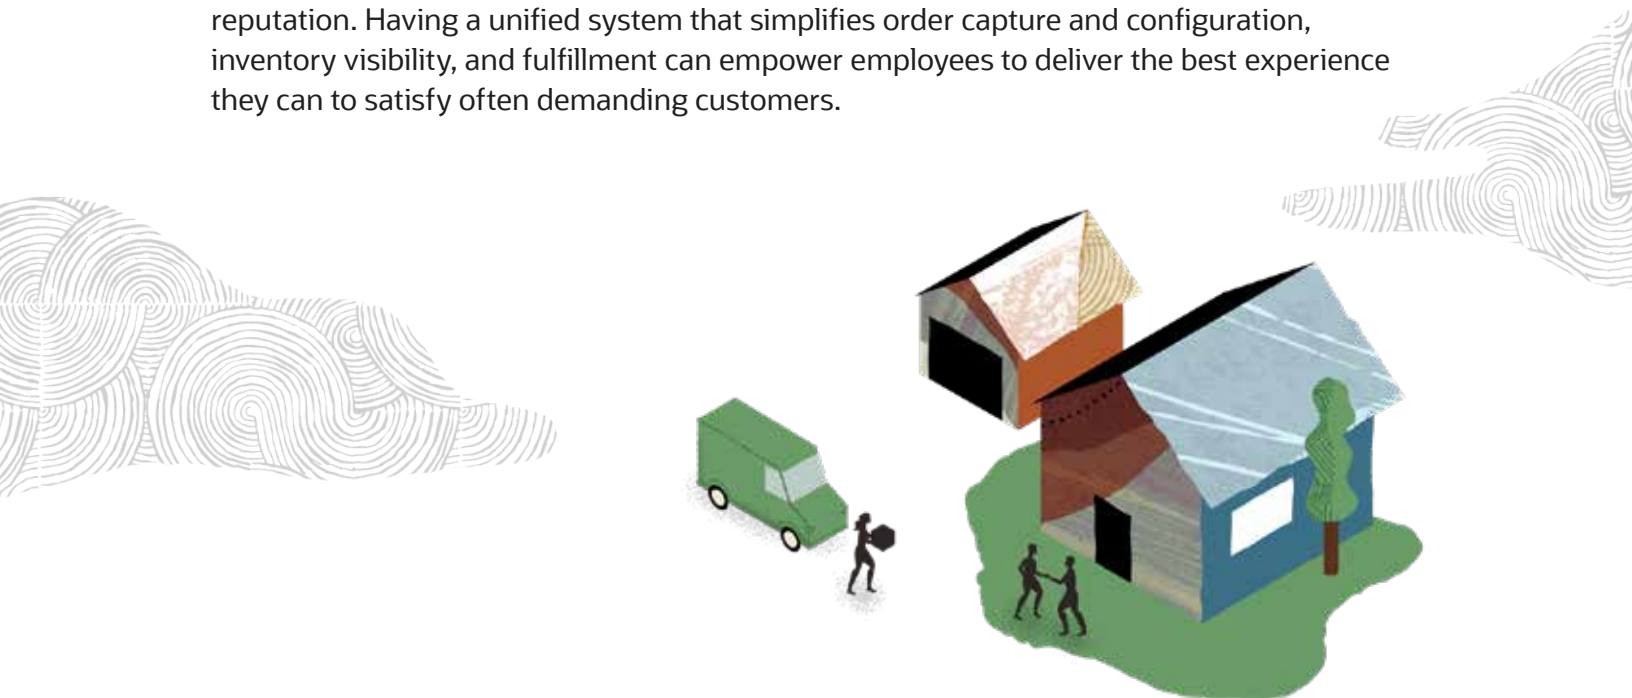 reputation. Having a unified system that simplifies order capture and configuration,
inventory visibility, and fulfillment can empower employees to deliver the best experience
they can to satisfy often demanding customers.